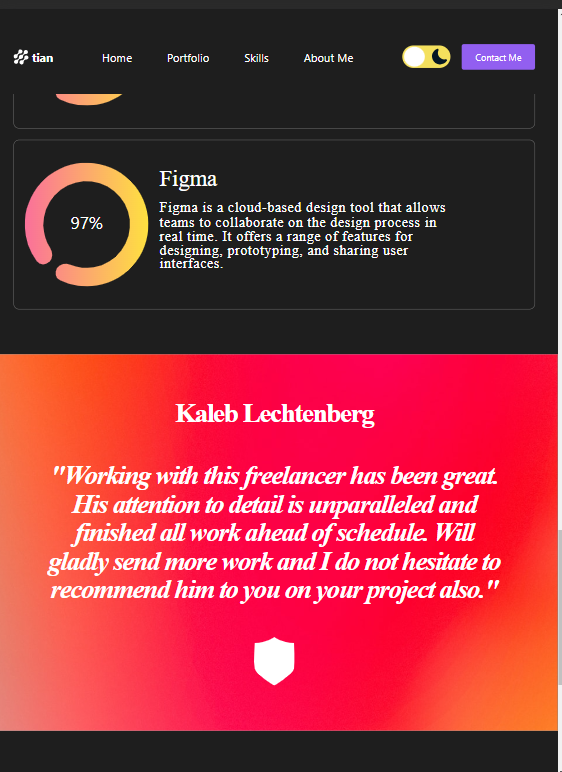 tian
Home
Portfolio
Skills
About Me
Contact Me
97%
Figma
Figma is a cloud-based design tool that allows
teams to collaborate on the design process in
real time. It offers a range of features for
designing, prototyping, and sharing user
interfaces.
Kaleb Lechtenberg
"Working with this freelancer has been great.
His attention to detail is unparalleled and
finished all work ahead of schedule. Will
gladly send more work and I do not hesitate to
recommend him to you on your project also."